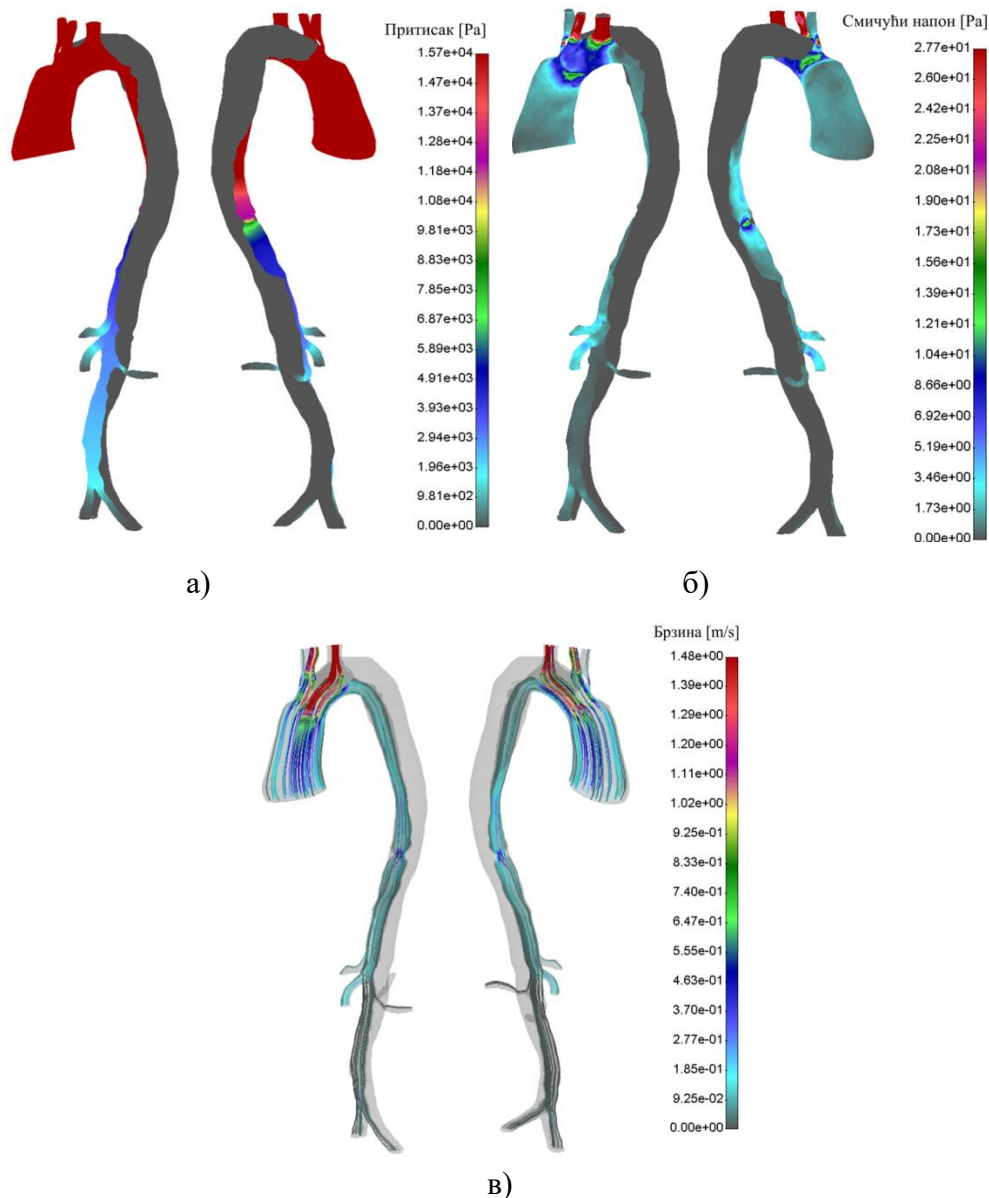 Притисак [Pa]
1.57e+04
1.47e+04
1.37e+04
1.28e+04
1.18e+04
1.08e+04
9.81e+03
8.83e+03
7.85e+03
6.87e+03
5.89e+03
4.91e+03
3.93e+03
2.94e+03
1.96e+03
9.81e+02
0.00e+00
а)
Смичући напон [Pa]
2.77e+01
2.60e+01
2.42e+01
2.25e+01
2.08e+01
1.90e+01
1.73e+01
1.56e+01
1.39e+01
1.21e+01
1.04e+01
8.66e+00
6.92e+00
5.19e+00
3.46e+00
1.73e+00
0.00e+00
б)
Брзина [m/s]
1.48e+00
1.39e+00
1.29e+00
1.20e+00
1.11e+00
1.02e+00
9.25e-01
8.33e-01
7.40e-01
6.47e-01
5.55e-01
4.63e-01
3.70e-01
2.77e-01
1.85e-01
9.25e-02
0.00e+00
в)